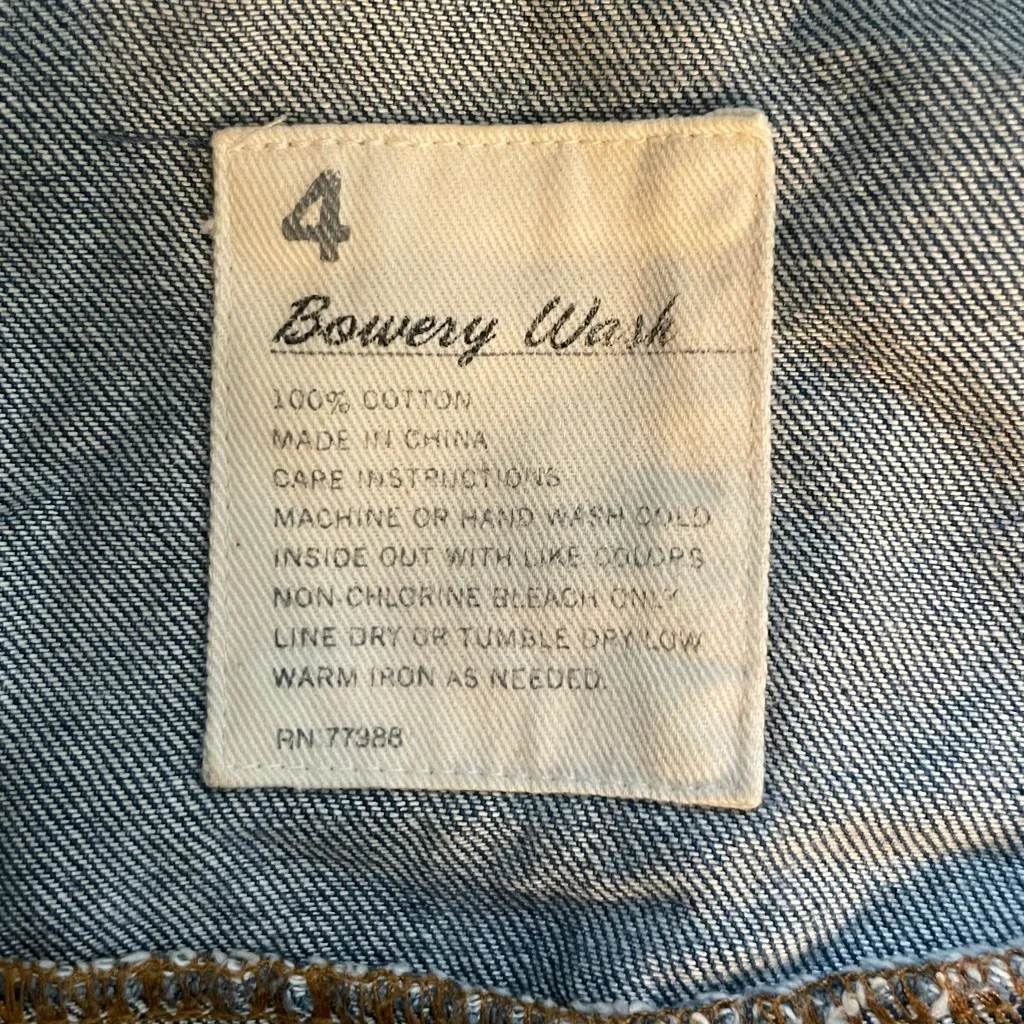 4
Bowery Wash
100% COTTON
MADE IN CHINA
CARE INSTRUCTIONS
MACHINE OR HAND WASH COLD
INSIDE OUT WITH LIKE COLORS
NON-CHLORINE BLEACH ONLY
LINE DRY OR TUMBLE DRY LOW
WARM IRON AS NEEDED.
RN 77388